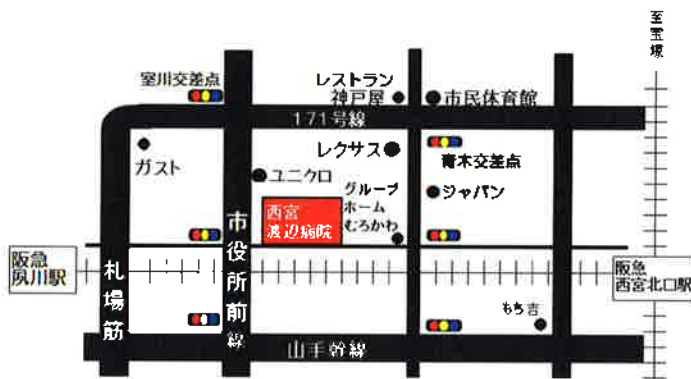 至宝塚
室川交差点
レストラン
神戸屋
市民体育館
171号線
ガスト
レクサス
青木交差点
ユニクロ
グループ
ホーム
むろかわ
ジャパン
西宮
渡辺病院
市役所前線
札場筋
阪急
夙川駅
阪急
西宮北口駅
もち吉
山手幹線